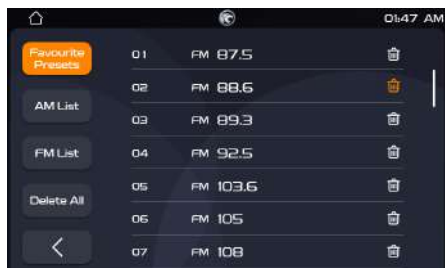 01:47 AM
Favourite
Presets
AM List
FM List
Delete All
01 FM 87.5
02 FM 88.6
03 FM 89.3
04 FM 92.5
05 FM 103.6
06 FM 105
07 FM 108